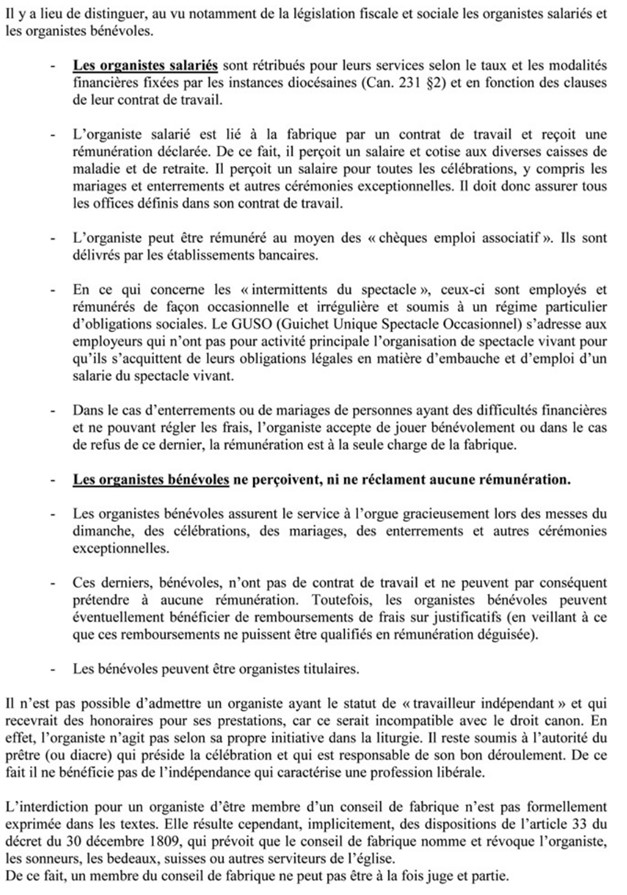 Il y a lieu de distinguer, au vu notamment de la législation fiscale et sociale les organistes salariés et
les organistes bénévoles.
- Les organistes salariés sont rétribués pour leurs services selon le taux et les modalités
financières fixées par les instances diocésaines (Can. 231 §2) et en fonction des clauses
de leur contrat de travail.
- L’organiste salarié est lié à la fabrique par un contrat de travail et reçoit une
rémunération déclarée. De ce fait, il perçoit un salaire et cotise aux diverses caisses de
maladie et de retraite. Il perçoit un salaire pour toutes les célébrations, y compris les
mariages et enterrements et autres cérémonies exceptionnelles. Il doit donc assurer tous
les offices définis dans son contrat de travail.
- L’organiste peut être rémunéré au moyen des « chèques emploi associatif ». Ils sont
délivrés par les établissements bancaires.
- En ce qui concerne les « intermittents du spectacle », ceux-ci sont employés et
rémunérés de façon occasionnelle et irrégulière et soumis à un régime particulier
d’obligations sociales. Le GUSO (Guichet Unique Spectacle Occasionnel) s’adresse aux
employeurs qui n’ont pas pour activité principale l’organisation de spectacle vivant pour
qu’ils s’acquittent de leurs obligations légales en matière d’embauche et d’emploi d’un
salarie du spectacle vivant.
- Dans le cas d’enterrements ou de mariages de personnes ayant des difficultés financières
et ne pouvant régler les frais, l’organiste accepte de jouer bénévolement ou dans le cas
de refus de ce dernier, la rémunération est à la seule charge de la fabrique.
- Les organistes bénévoles ne perçoivent, ni ne réclament aucune rémunération.
- Les organistes bénévoles assurent le service à l’orgue gracieusement lors des messes du
dimanche, des célébrations, des mariages, des enterrements et autres cérémonies
exceptionnelles.
- Ces derniers, bénévoles, n’ont pas de contrat de travail et ne peuvent par conséquent
prétendre à aucune rémunération. Toutefois, les organistes bénévoles peuvent
éventuellement bénéficier de remboursements de frais sur justificatifs (en veillant à ce
que ces remboursements ne puissent être qualifiés en rémunération déguisée).
- Les bénévoles peuvent être organistes titulaires.
Il n’est pas possible d’admettre un organiste ayant le statut de « travailleur indépendant » et qui
recevrait des honoraires pour ses prestations, car ce serait incompatible avec le droit canon. En
effet, l’organiste n’agit pas selon sa propre initiative dans la liturgie. Il reste soumis à l’autorité du
prêtre (ou diacre) qui préside la célébration et qui est responsable de son bon déroulement. De ce
fait il ne bénéficie pas de l’indépendance qui caractérise une profession libérale.
L’interdiction pour un organiste d’être membre d’un conseil de fabrique n’est pas formellement
exprimée dans les textes. Elle résulte cependant, implicitement, des dispositions de l’article 33 du
décret du 30 décembre 1809, qui prévoit que le conseil de fabrique nomme et révoque l’organiste,
les sonneurs, les bedeaux, suisses ou autres serviteurs de l’église.
De ce fait, un membre du conseil de fabrique ne peut pas être à la fois juge et partie.